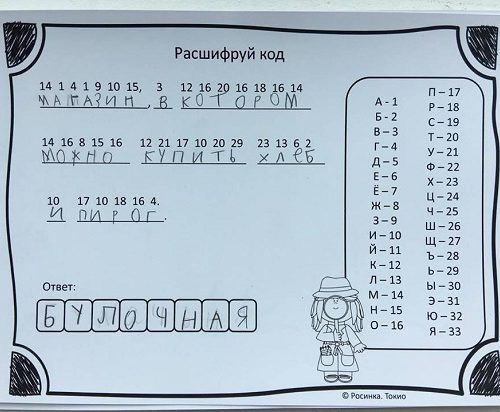 Расшифруй код
14 1 4 1 9 10 15, 3 12 16 20 16 18 16 14
МАГАЗИН, В КОТОРОМ
14 16 8 15 16 12 21 17 10 20 29 23 13 6 2
МОЖНО КУПИТЬ ХЛЕБ
10 17 10 18 16 4.
И ПИРОГ.
Ответ:
БУЛОЧНАЯ
А - 1
Б - 2
В – 3
Г – 4
Д – 5
Е – 6
Ё – 7
Ж – 8
З – 9
И – 10
Й – 11
К – 12
Л – 13
М – 14
Н – 15
О – 16
П – 17
Р – 18
С – 19
Т – 20
У – 21
Ф – 22
Х – 23
Ц – 24
Ч – 25
Ш – 26
Щ – 27
Ъ – 28
Ь – 29
Ы – 30
Э – 31
Ю – 32
Я – 33
© Росинка. Токио